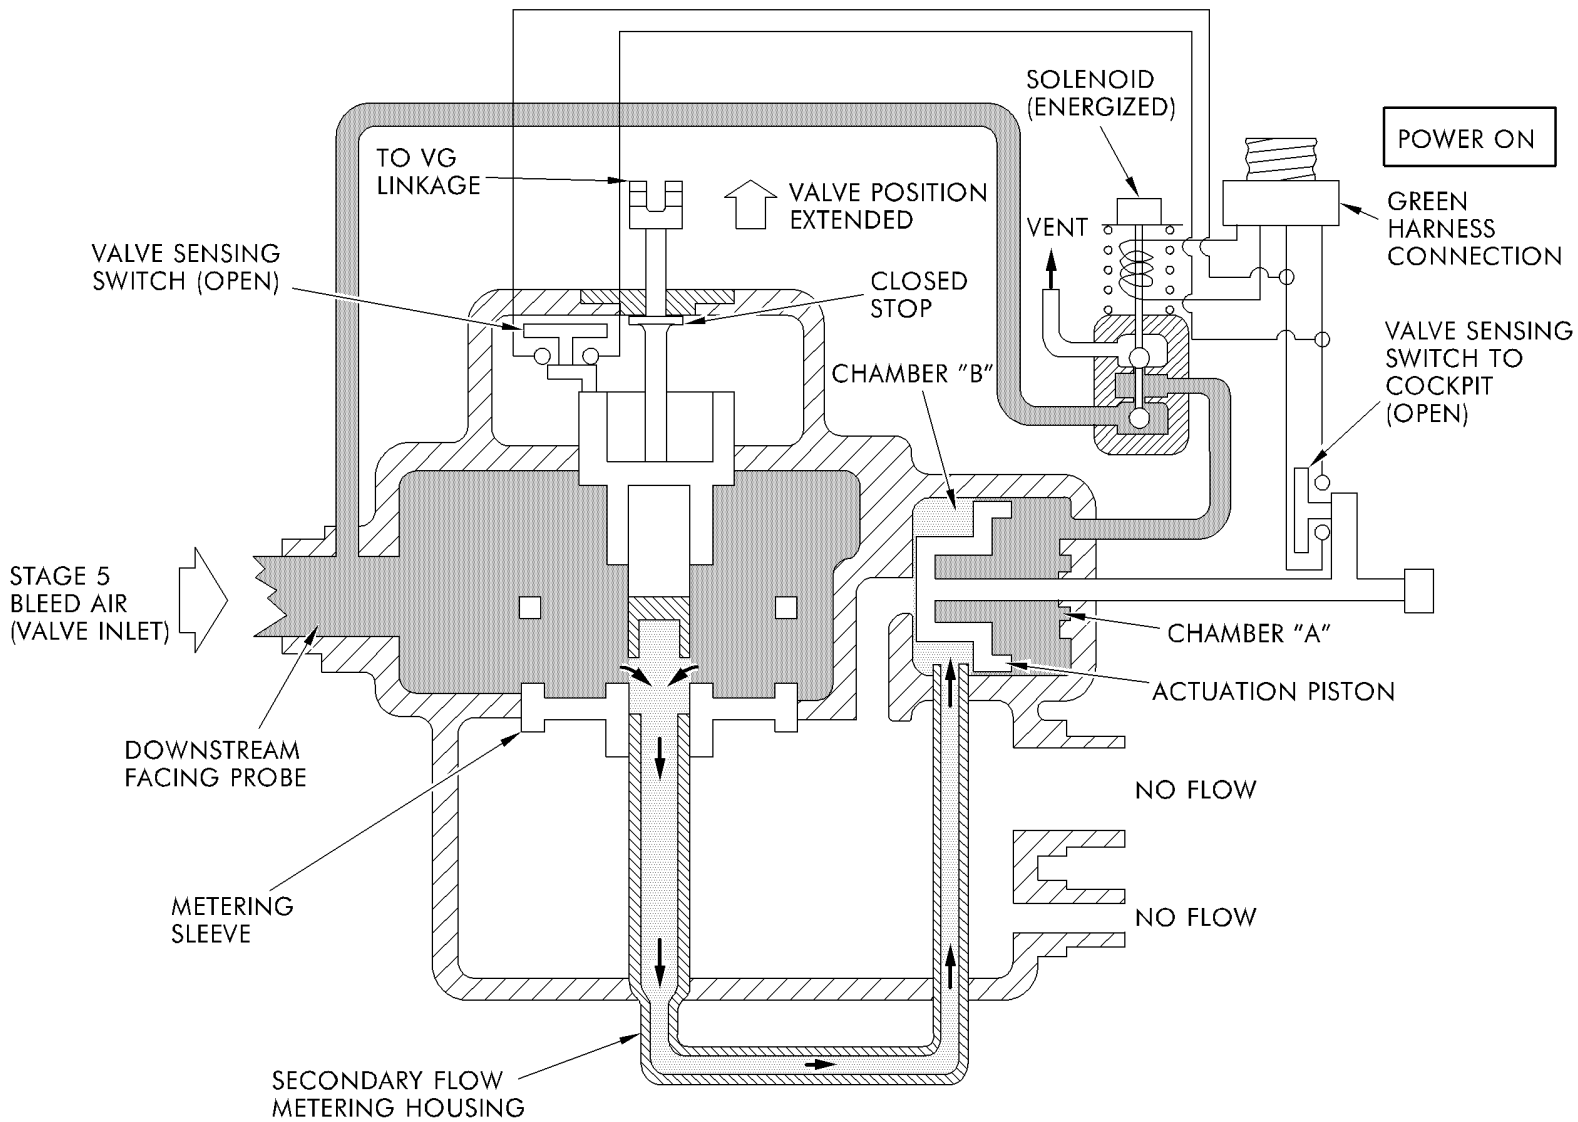 SOLENOID
(ENERGIZED)
POWER ON
TO VG
LINKAGE
VALVE POSITION
EXTENDED
GREEN
HARNESS
CONNECTION
VENT
VALVE SENSING
SWITCH (OPEN)
CLOSED
STOP
VALVE SENSING
SWITCH TO
COCKPIT
(OPEN)
CHAMBER "B"
STAGE 5
BLEED AIR
(VALVE INLET)
CHAMBER "A"
ACTUATION PISTON
DOWNSTREAM
FACING PROBE
NO FLOW
METERING
SLEEVE
NO FLOW
SECONDARY FLOW
METERING HOUSING